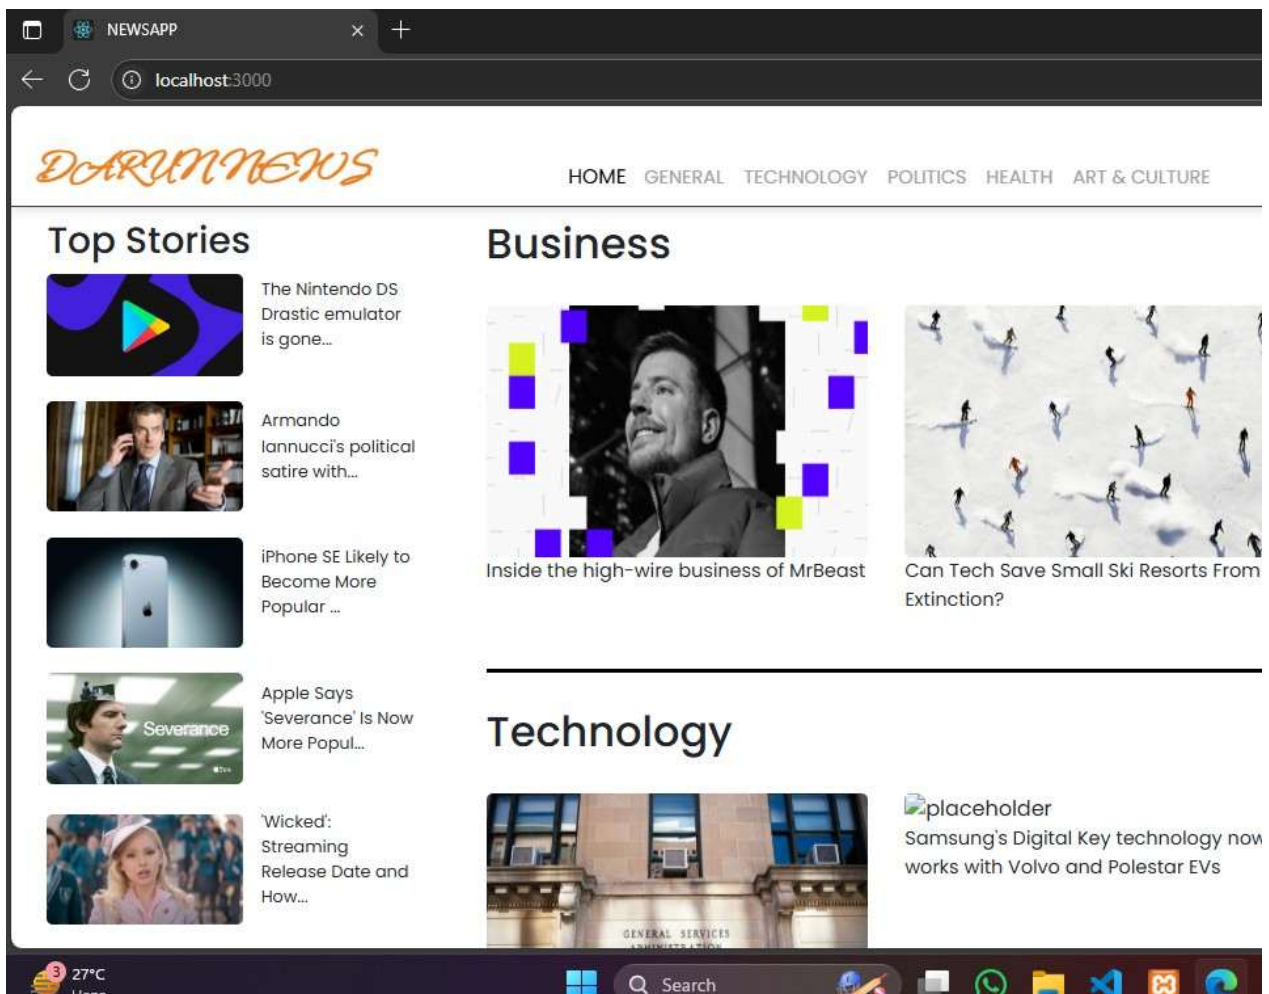 NEWSAPP
localhost:3000
DARUNNEWS
HOME GENERAL TECHNOLOGY POLITICS HEALTH ART & CULTURE
Top Stories
The Nintendo DS
Drastic emulator
is gone...
Armando
Iannucci's political
satire with...
iPhone SE Likely to
Become More
Popular ...
Apple Says
'Severance' Is Now
More Popul...
Severance
'Wicked':
Streaming
Release Date and
How...
Business
Inside the high-wire business of MrBeast
Can Tech Save Small Ski Resorts From
Extinction?
Technology
GENERAL SERVICES
ADMINISTRATION
placeholder
Samsung's Digital Key technology now
works with Volvo and Polestar EVs
3
27°C
Search